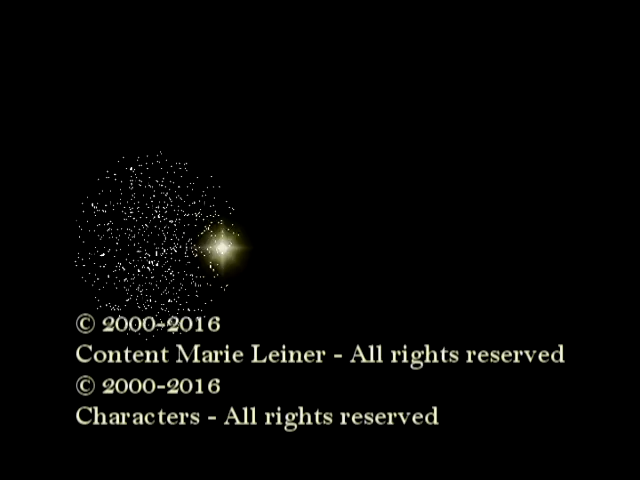 © 2000-2016
Content Marie Leiner - All rights reserved
© 2000-2016
Characters - All rights reserved